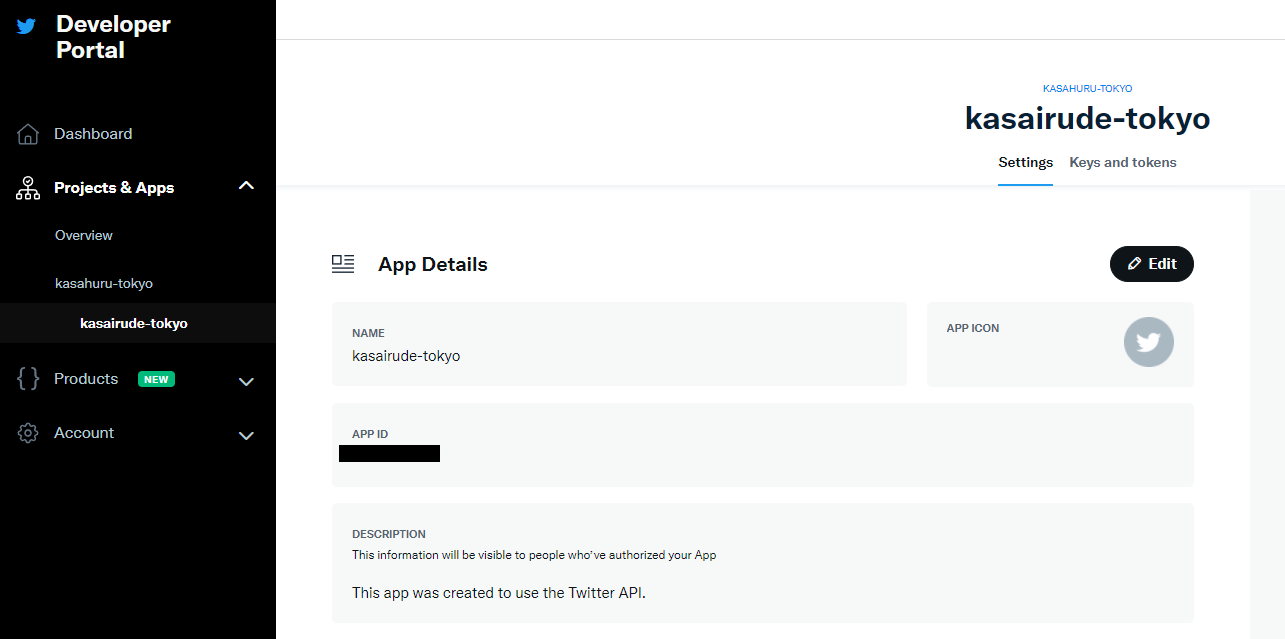 Developer
Portal
Dashboard
Projects & Apps
Overview
kasahuru-tokyo
kasairude-tokyo
Products NEW
Account
KASAHURU-TOKYO
kasairude-tokyo
Settings Keys and tokens
App Details
Edit
NAME
kasairude-tokyo
APP ICON
APP ID
DESCRIPTION
This information will be visible to people who've authorized your App
This app was created to use the Twitter API.